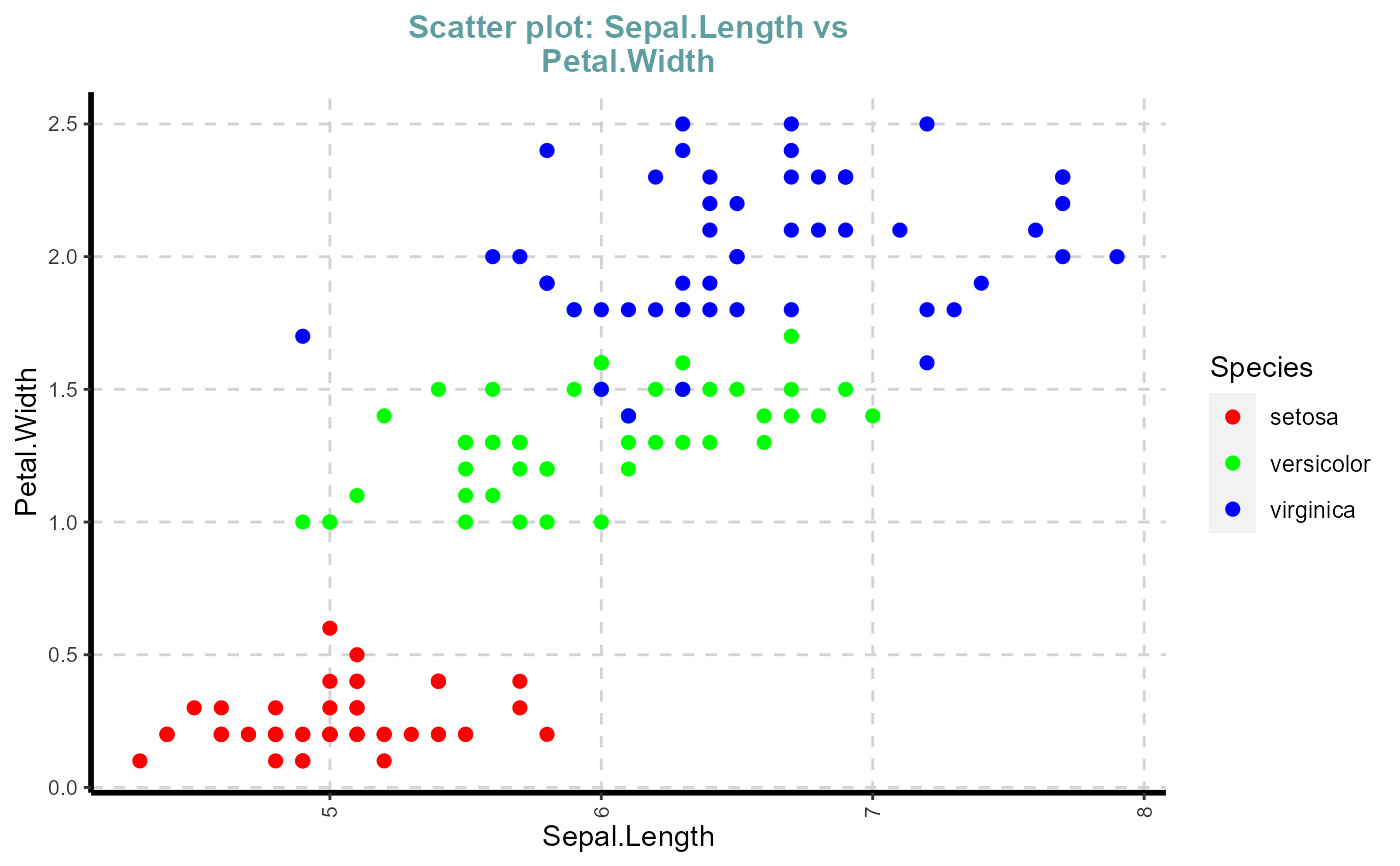 Scatter plot: Sepal.Length vs
Petal.Width
2.5
2.0
1.5
1.0
0.5
0.0
Petal.Width
5
6
7
8
Sepal.Length
Species
setosa
versicolor
virginica